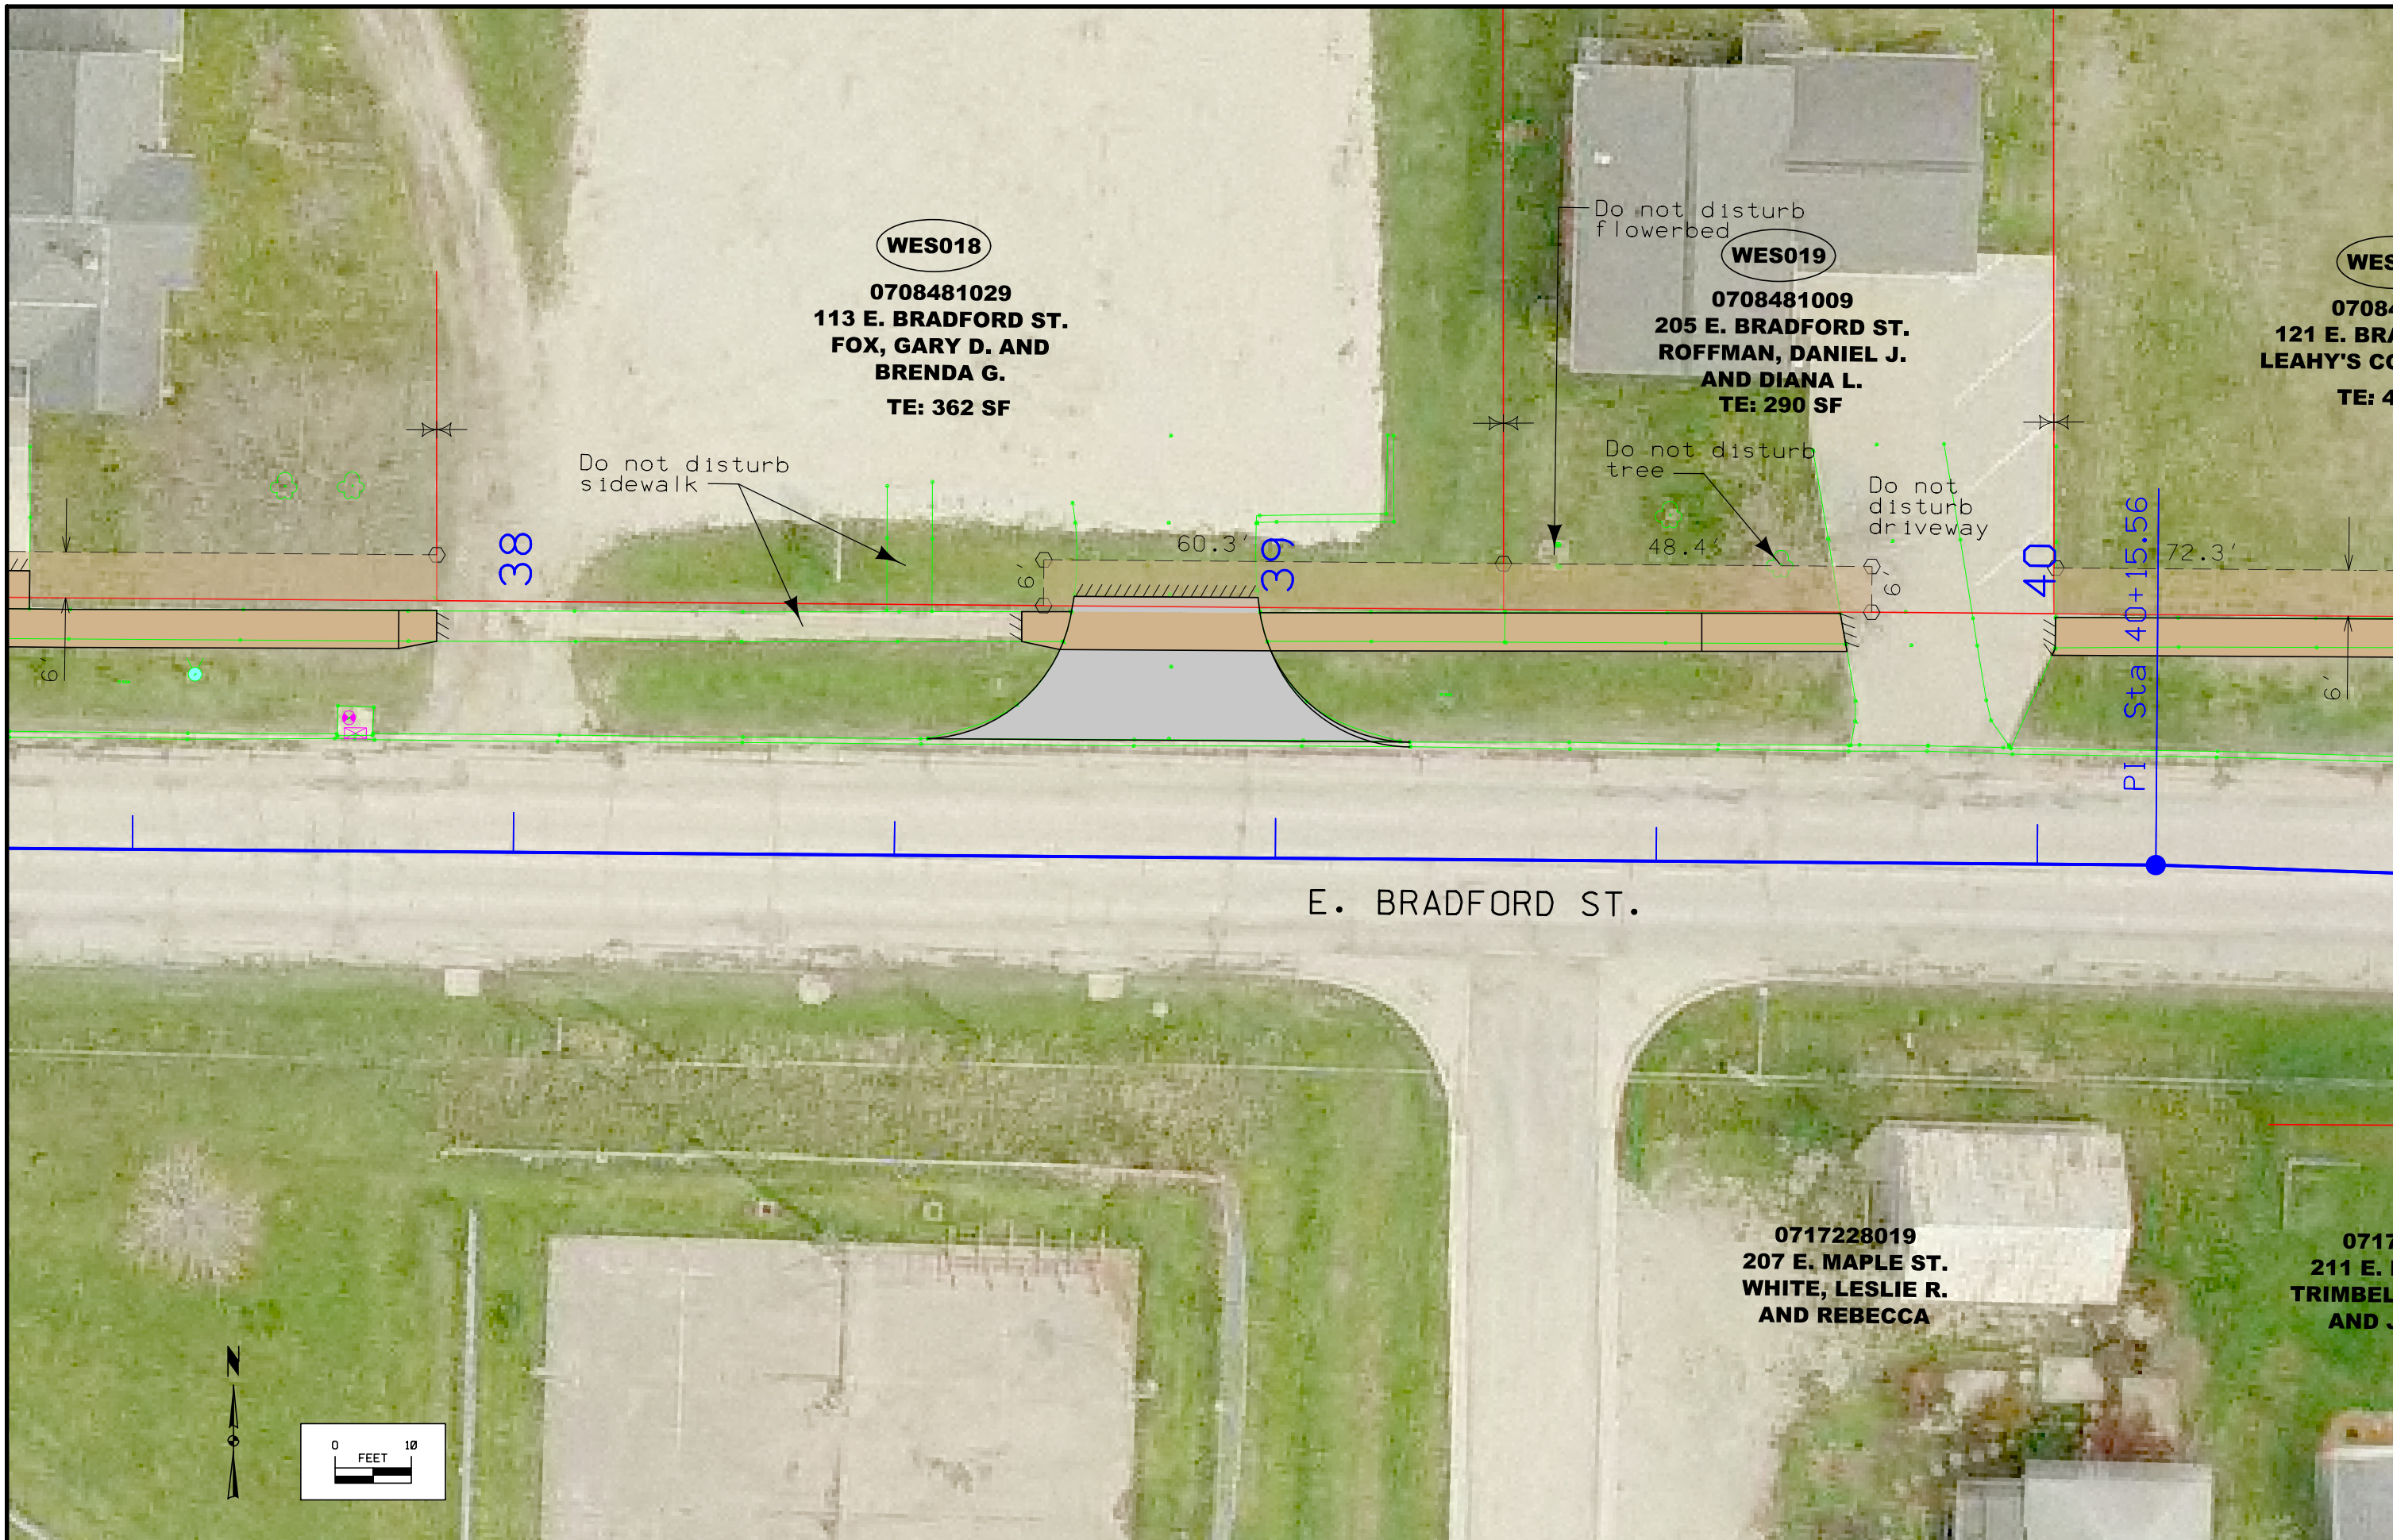 WES018
0708481029
113 E. BRADFORD ST.
FOX, GARY D. AND
BRENDA G.
TE: 362 SF
Do not disturb
flowerbed
WES019
0708481009
205 E. BRADFORD ST.
ROFFMAN, DANIEL J.
AND DIANA L.
TE: 290 SF
WES
07084
121 E. BRA
LEAHY'S CO
TE: 4
Do not disturb
sidewalk
Do not disturb
tree
Do not
disturb
driveway
38
60.3'
39
48.4'
40
PI Sta 40+15.56
72.3'
6'
6'
6'
6'
E. BRADFORD ST.
0717228019
207 E. MAPLE ST.
WHITE, LESLIE R.
AND REBECCA
0717
211 E.
TRIMBEL
AND J
N
0 10
FEET